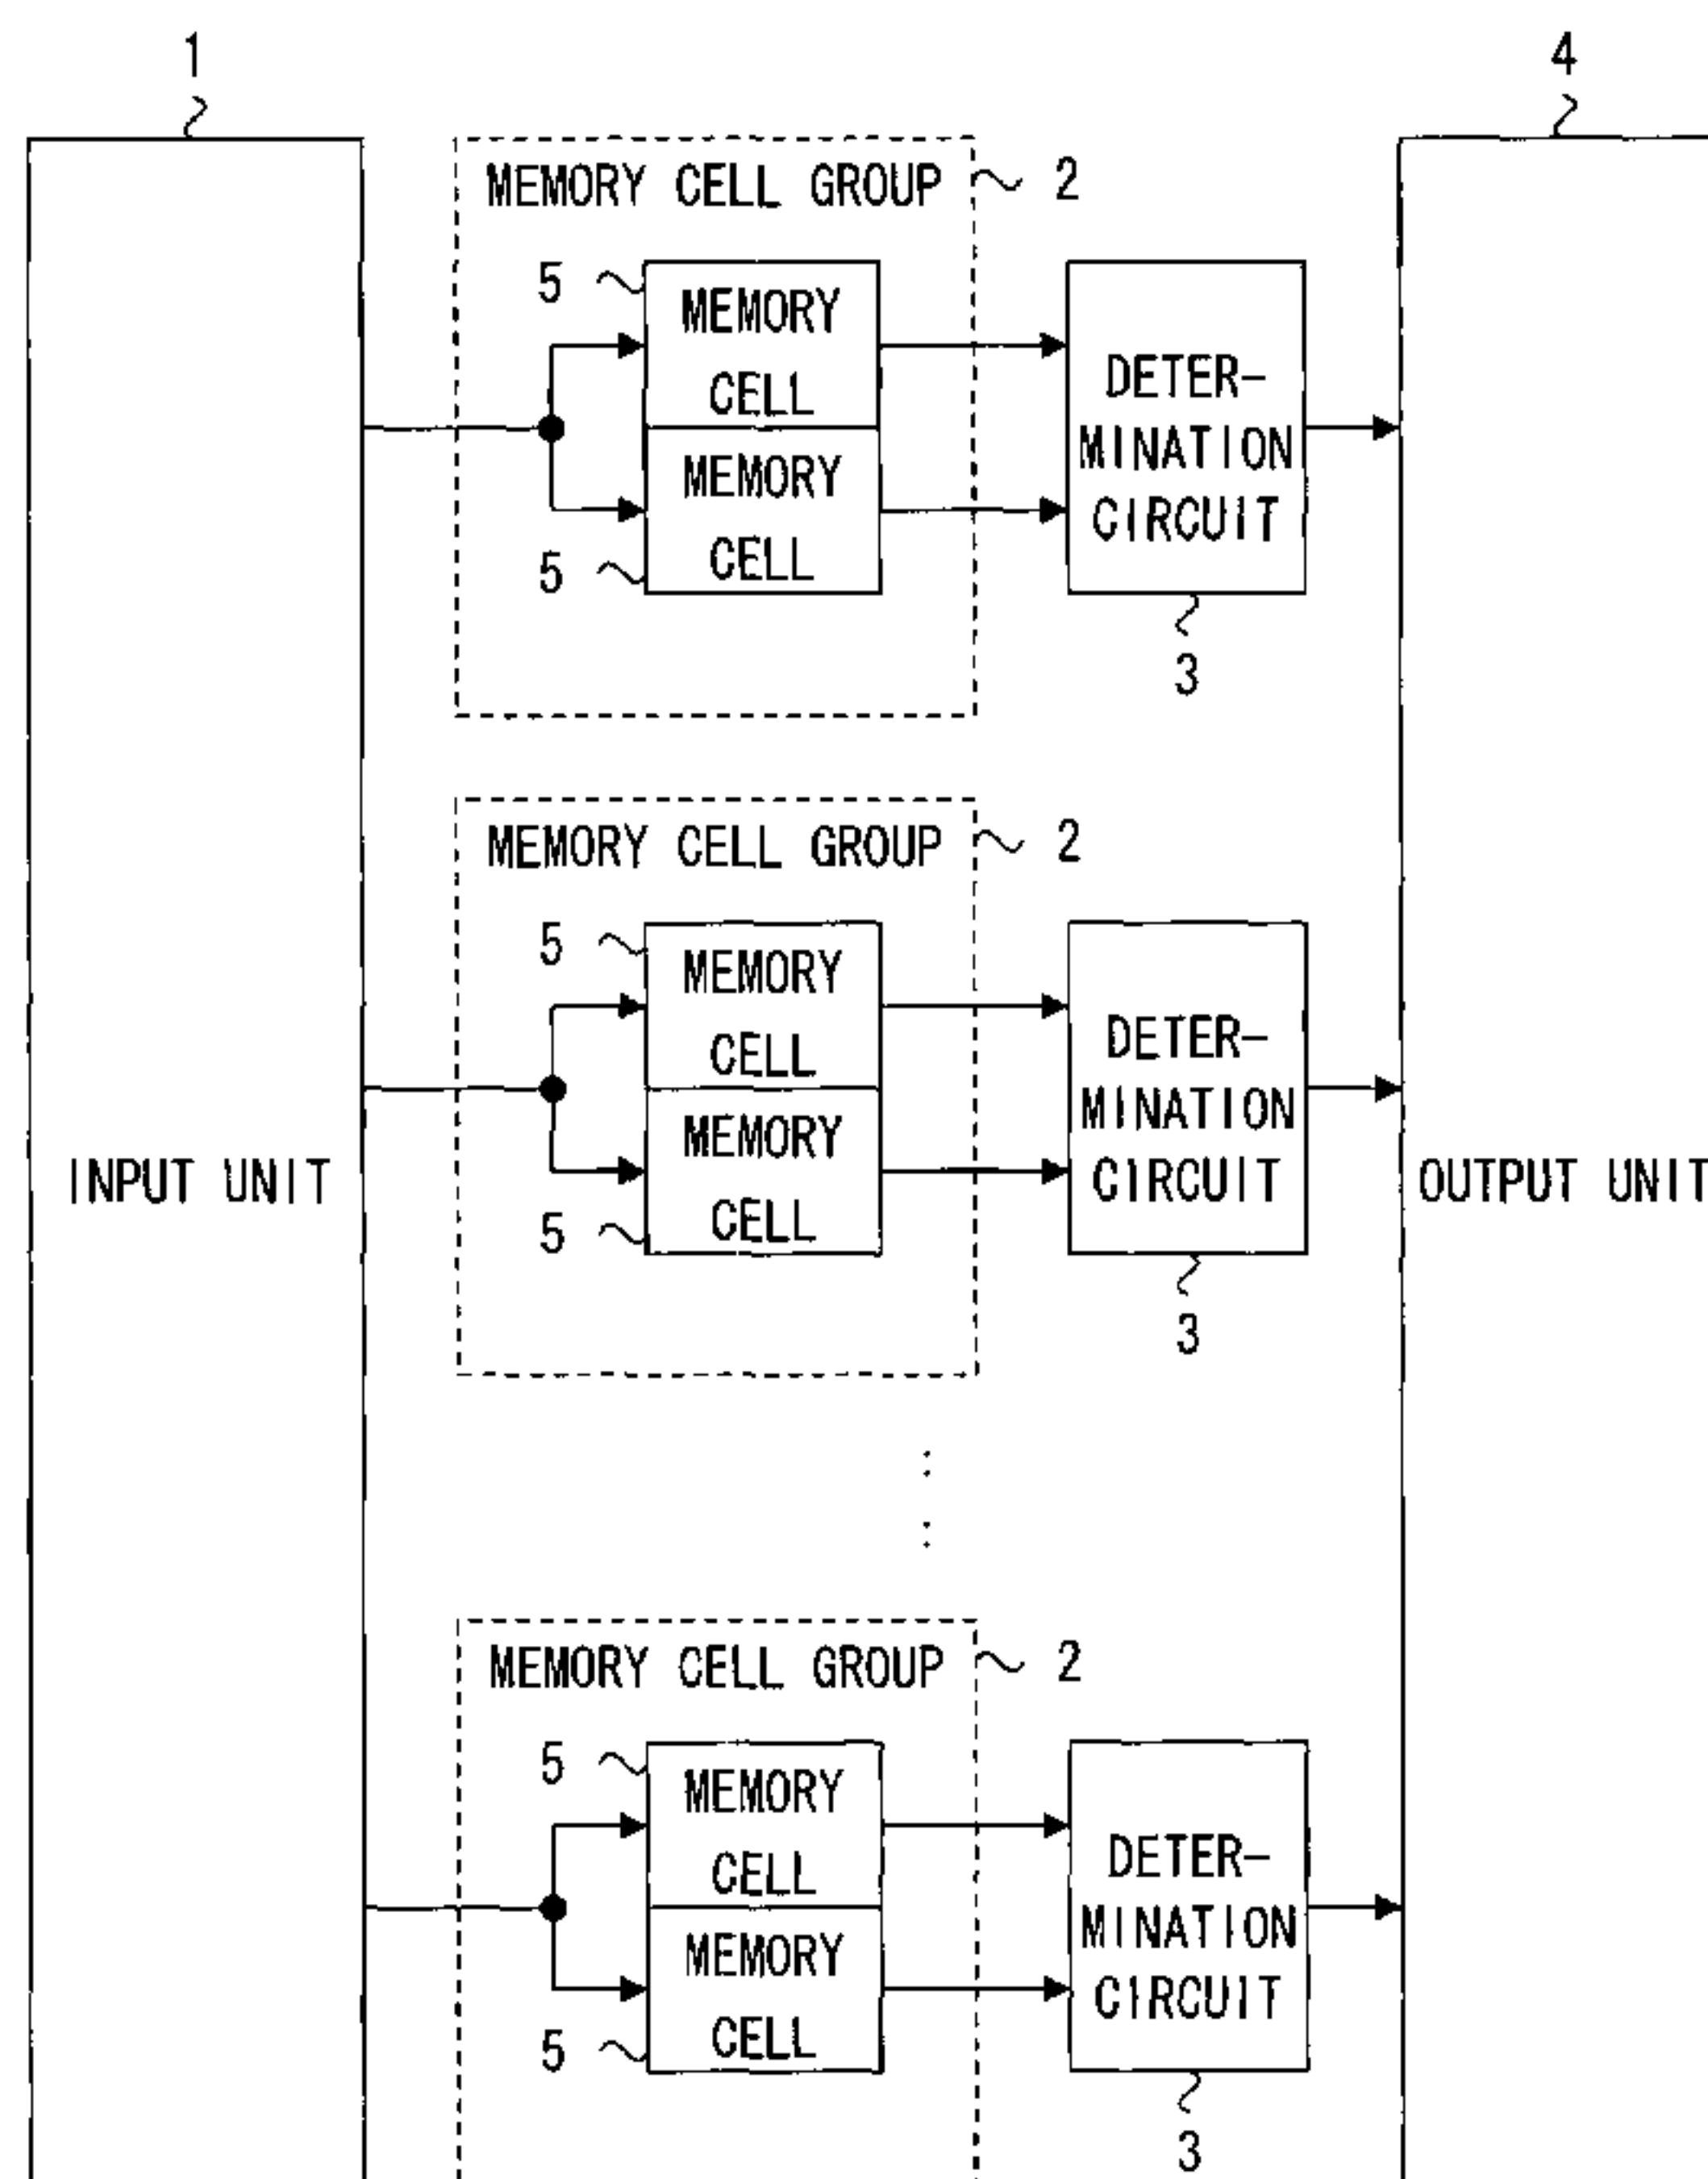 1
4
MEMORY CELL GROUP
2
5
MEMORY
CELL
MEMORY
CELL
5
DETER-
MINATION
CIRCUIT
3
MEMORY CELL GROUP
2
5
MEMORY
CELL
MEMORY
CELL
5
DETER-
MINATION
CIRCUIT
3
INPUT UNIT
OUTPUT UNIT
MEMORY CELL GROUP
2
5
MEMORY
CELL
MEMORY
CELL
5
DETER-
MINATION
CIRCUIT
3